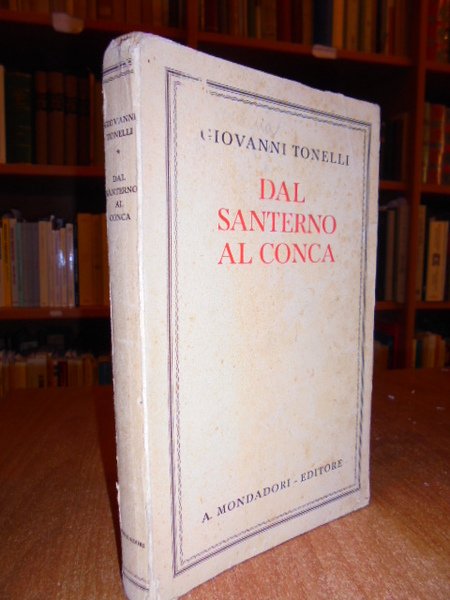 GIOVANNI TONELLI
DAL
SANTERNO
AL CONCA
A. MONDADORI - EDITORE
GIOVANNI
TONELLI
DAL
SANTERNO
AL
CONCA